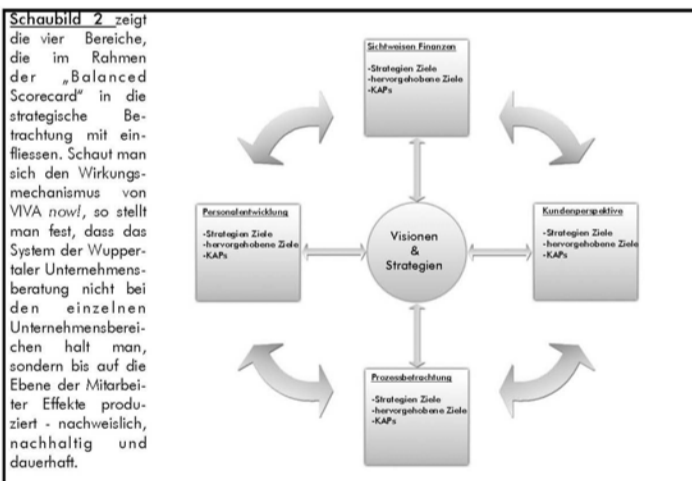 Schaubild 2 zeigt
die vier Bereiche,
die im Rahmen
der „Balanced
Scorecard" in die
strategische Be-
trachtung mit ein-
fliessen. Schaut man
sich den Wirkungs-
mechanismus von
VIVA now!, so stellt
man fest, dass das
System der Wupper-
taler Unternehmens-
beratung nicht bei
den einzelnen
Unternehmensberei-
chen halt man,
sondern bis auf die
Ebene der Mitarbei-
ter Effekte produ-
ziert - nachweislich,
nachhaltig und
dauerhaft.
Sichtweisen Finanzen
-Strategien Ziele
-hervorgehobene Ziele
-KAPs
Personalentwicklung
-Strategien Ziele
-hervorgehobene Ziele
-KAPs
Visionen
&
Strategien
Kundenperspektive
-Strategien Ziele
-hervorgehobene Ziele
-KAPs
Prozessbetrachtung
-Strategien Ziele
-hervorgehobene Ziele
-KAPs